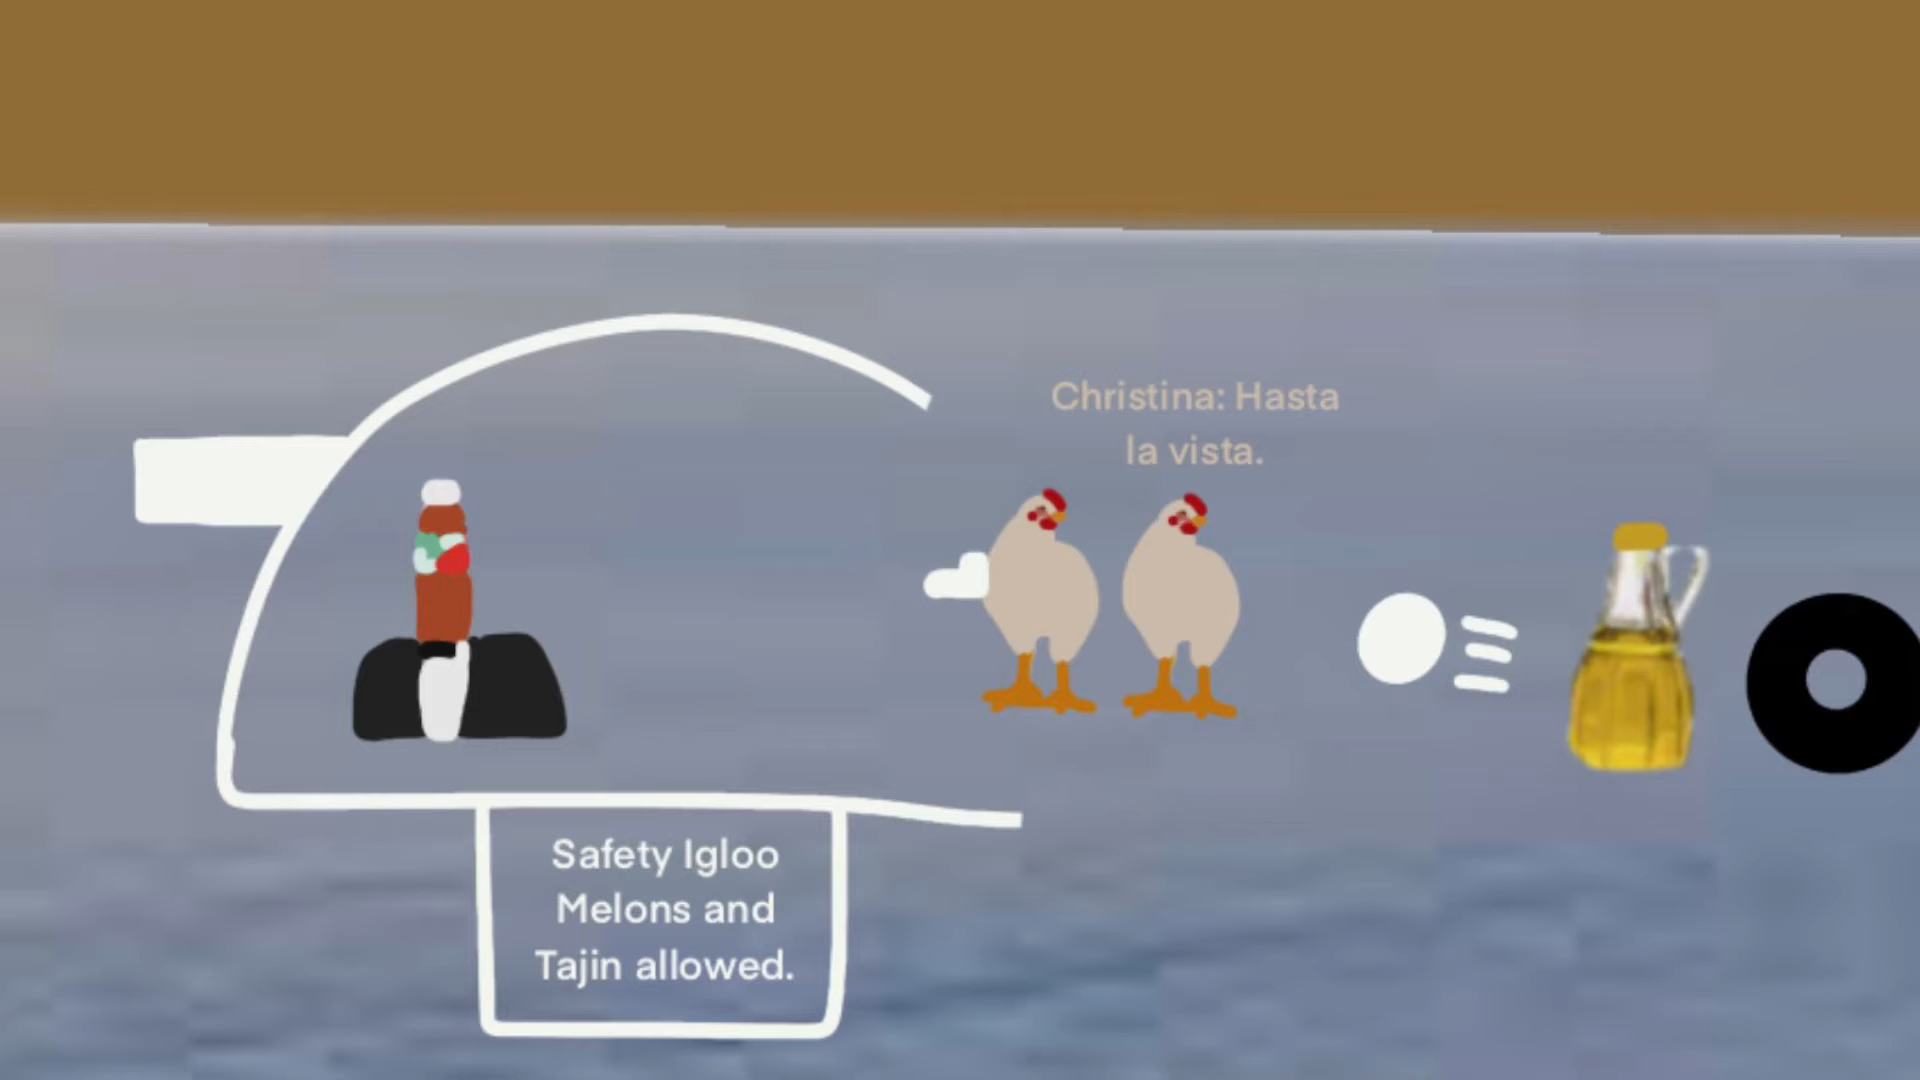 Christina: Hasta
la vista.
Safety Igloo
Melons and
Tajin allowed.